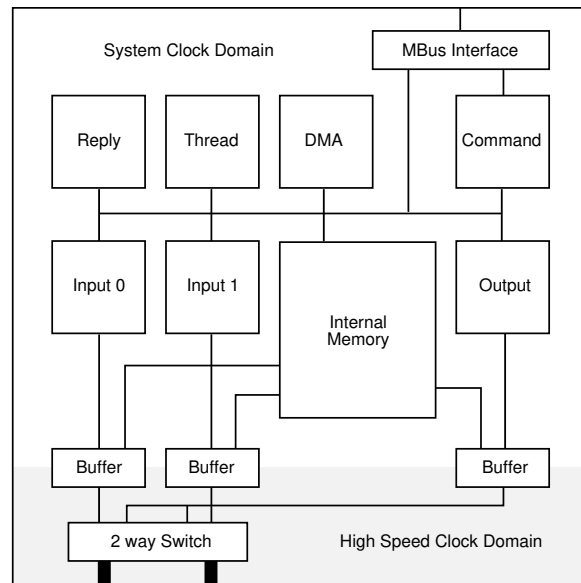 System Clock Domain
MBus Interface
Reply
Thread
DMA
Command
Input 0
Input 1
Internal
Memory
Output
Buffer
Buffer
Buffer
2 way Switch
High Speed Clock Domain